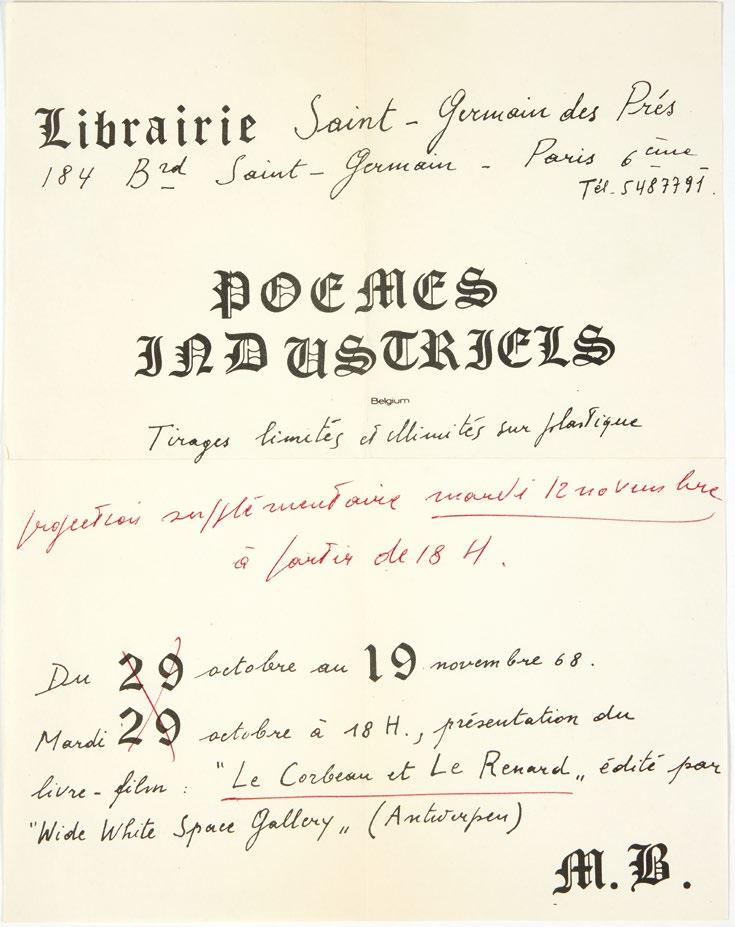 Librairie Saint-Germain des Prés
184 Brd Saint-Germain - Paris 6ème
Tél. 5487791.
POEMES
INDUSTRIELS
Belgium
Tirages limités et illimités sur plastique
projection supplémentaire mardi 12 novembre
à partir de 18 H.
Du 29 octobre au 19 novembre 68.
Mardi 29 octobre à 18 H., présentation du
livre-film : "Le Corbeau et Le Renard„ édité par
"Wide White Space Gallery„ (Antwerpen)
M. B.